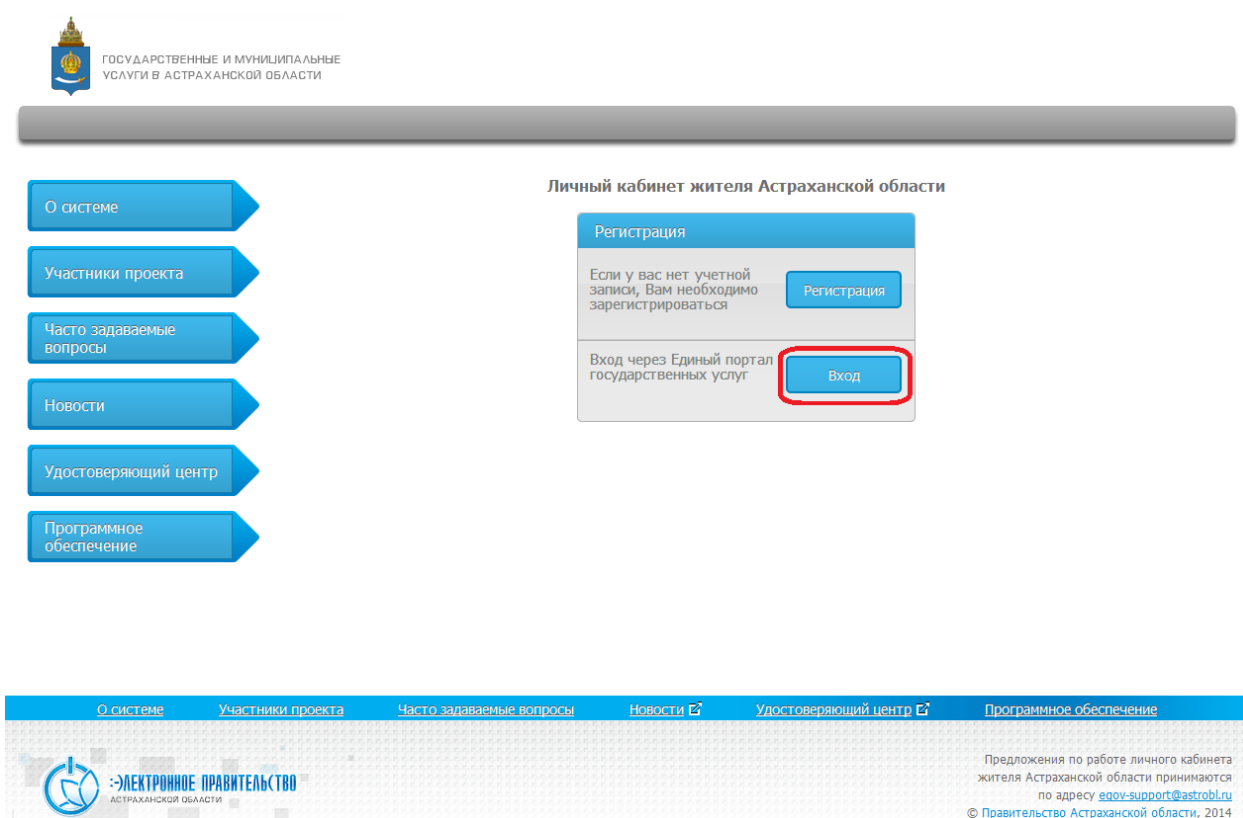 ГОСУДАРСТВЕННЫЕ И МУНИЦИПАЛЬНЫЕ
УСЛУГИ В АСТРАХАНСКОЙ ОБЛАСТИ
О системе
Участники проекта
Часто задаваемые
вопросы
Новости
Удостоверяющий центр
Программное
обеспечение
Личный кабинет жителя Астраханской области
Регистрация
Если у вас нет учетной
записи, Вам необходимо
зарегистрироваться
Регистрация
Вход через Единый портал
государственных услуг
Вход
О системе Участники проекта Часто задаваемые вопросы Новости Удостоверяющий центр Программное обеспечение
:-)ЛЕКТРОННОЕ ПРАВИТЕЛЬСТВО
АСТРАХАНСКОЙ ОБЛАСТИ
Предложения по работе личного кабинета
жителя Астраханской области принимаются
по адресу egov-support@astrobl.ru
© Правительство Астраханской области, 2014